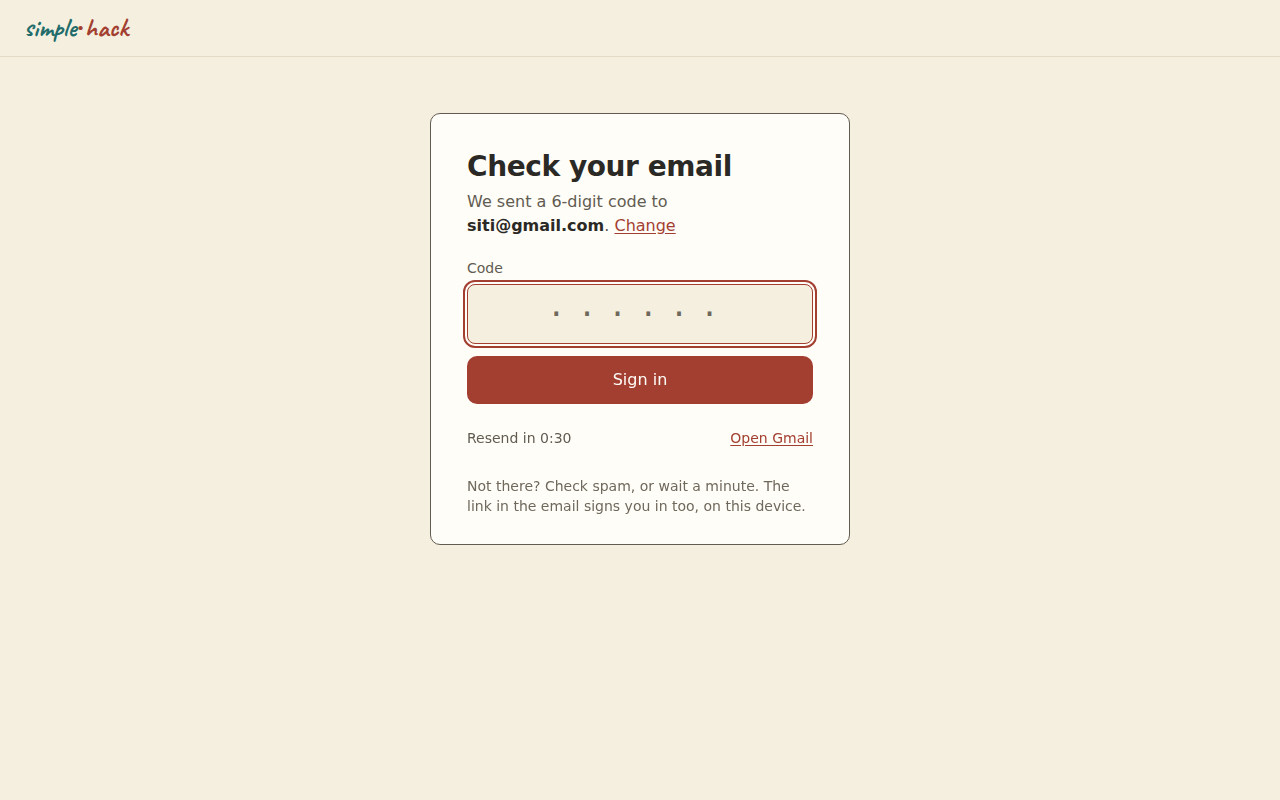 simple·hack
Check your email
We sent a 6-digit code to
siti@gmail.com. Change
Code
· · · · · ·
Sign in
Resend in 0:30
Open Gmail
Not there? Check spam, or wait a minute. The
link in the email signs you in too, on this device.